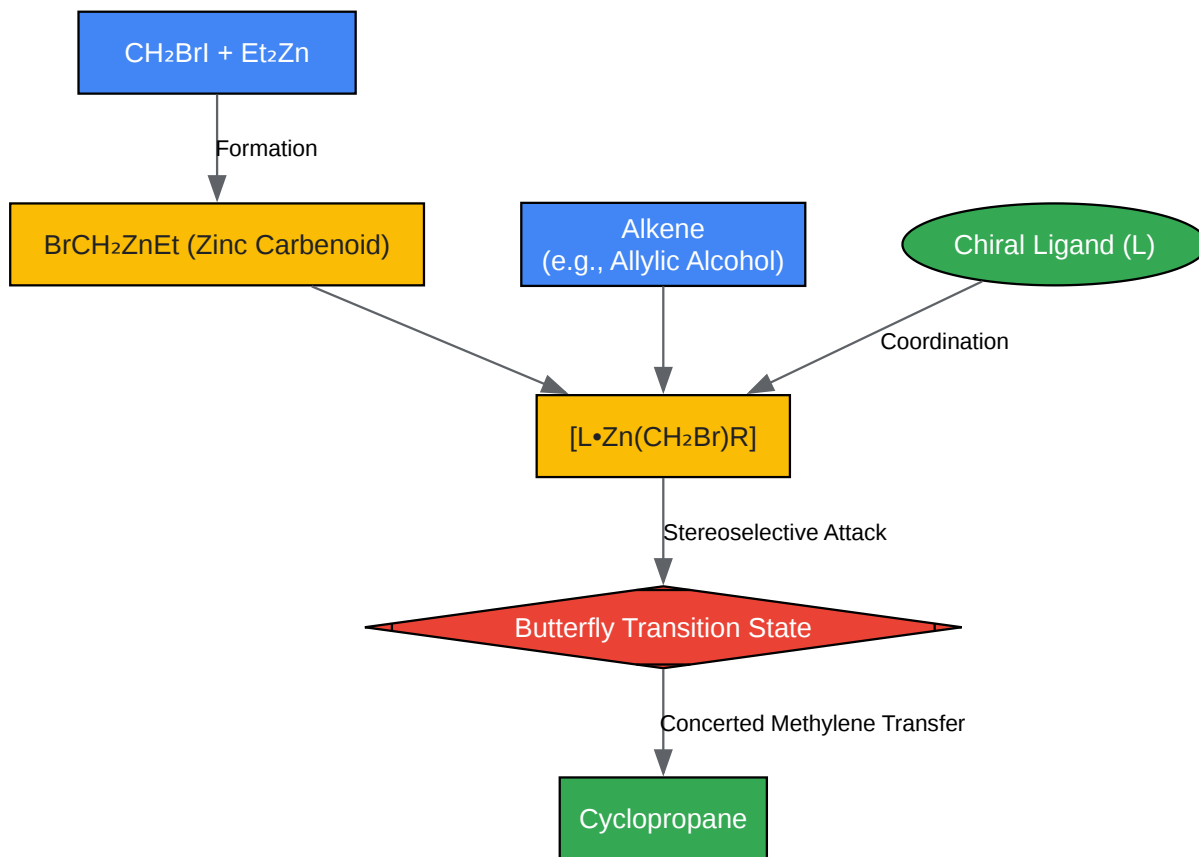 CH₂BrI + Et₂Zn
Formation
BrCH₂ZnEt (Zinc Carbenoid)
Alkene
(e.g., Allylic Alcohol)
Chiral Ligand (L)
Coordination
[L•Zn(CH₂Br)R]
Stereoselective Attack
Butterfly Transition State
Concerted Methylene Transfer
Cyclopropane